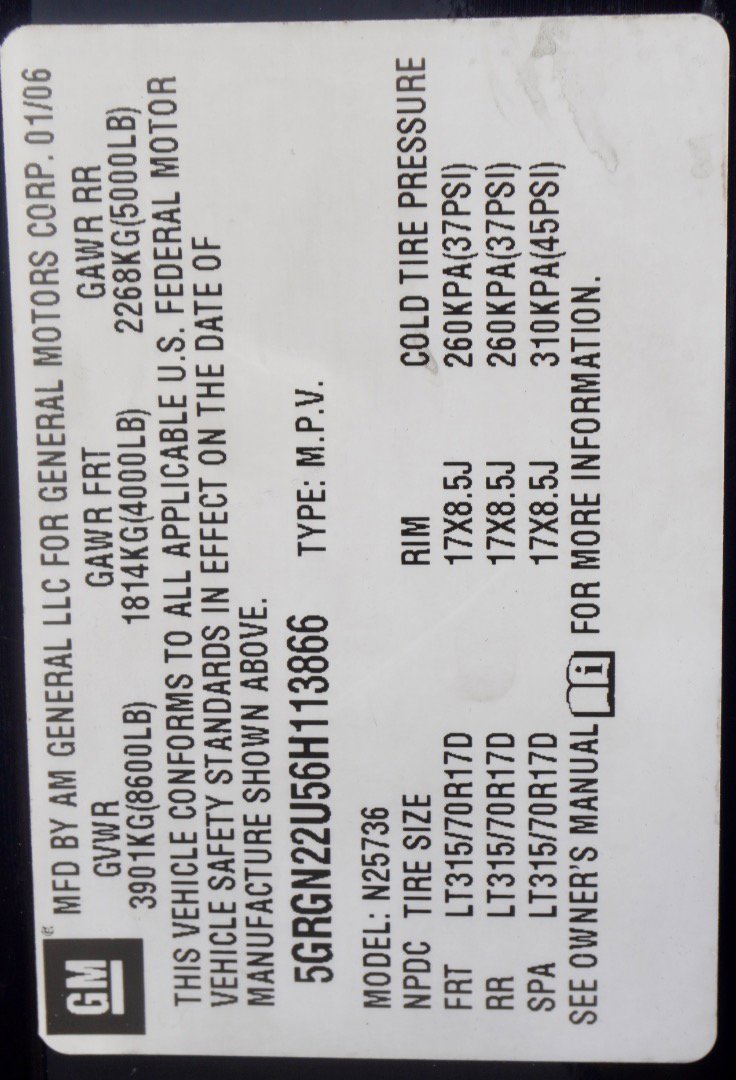 GM ® MFD BY AM GENERAL LLC FOR GENERAL MOTORS CORP. 01/06
GVWR GAWR FRT GAWR RR
3901KG(8600LB) 1814KG(4000LB) 2268KG(5000LB)
THIS VEHICLE CONFORMS TO ALL APPLICABLE U.S. FEDERAL MOTOR
VEHICLE SAFETY STANDARDS IN EFFECT ON THE DATE OF
MANUFACTURE SHOWN ABOVE.
5GRGN22U56H113866 TYPE: M.P.V.
MODEL: N25736
NPDC TIRE SIZE RIM COLD TIRE PRESSURE
FRT LT315/70R17D 17X8.5J 260KPA(37PSI)
RR LT315/70R17D 17X8.5J 260KPA(37PSI)
SPA LT315/70R17D 17X8.5J 310KPA(45PSI)
SEE OWNER'S MANUAL i FOR MORE INFORMATION.